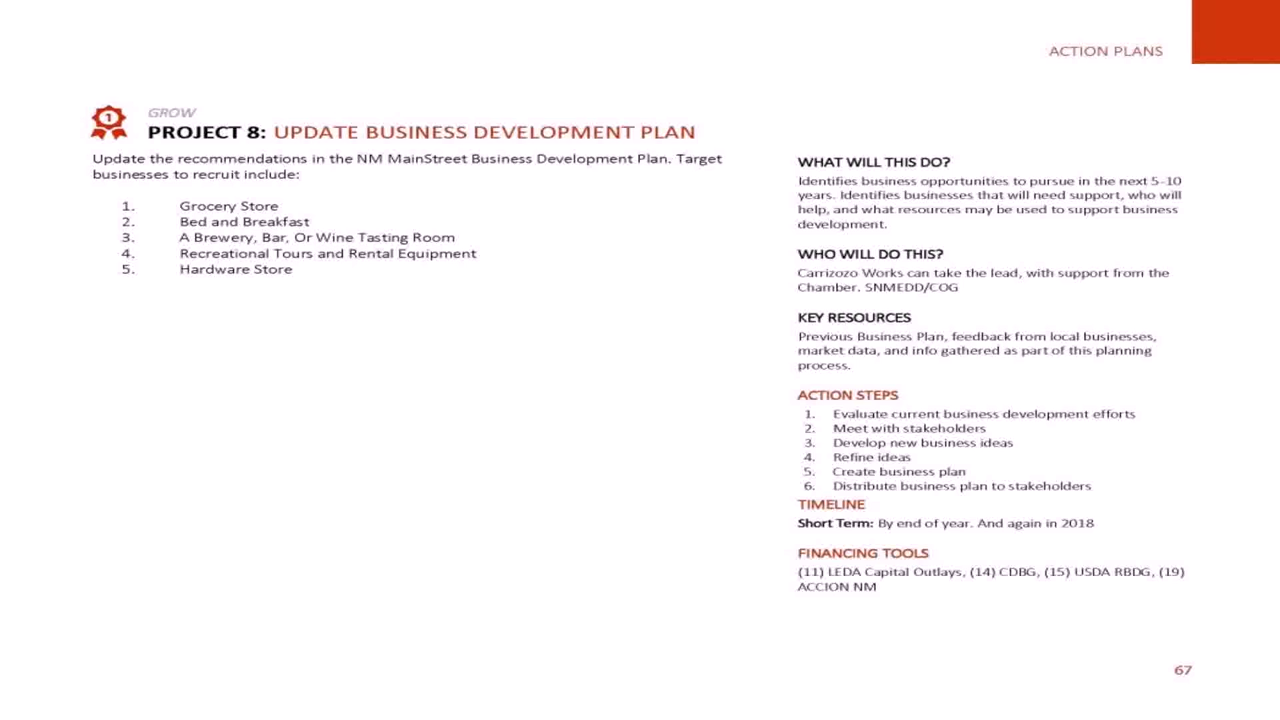 ACTION PLANS
1
GROW
PROJECT 8: UPDATE BUSINESS DEVELOPMENT PLAN
Update the recommendations in the NM MainStreet Business Development Plan. Target
businesses to recruit include:
1. Grocery Store
2. Bed and Breakfast
3. A Brewery, Bar, Or Wine Tasting Room
4. Recreational Tours and Rental Equipment
5. Hardware Store
WHAT WILL THIS DO?
Identifies business opportunities to pursue in the next 5-10
years. Identifies businesses that will need support, who will
help, and what resources may be used to support business
development.
WHO WILL DO THIS?
Carrizozo Works can take the lead, with support from the
Chamber. SNMEDD/COG
KEY RESOURCES
Previous Business Plan, feedback from local businesses,
market data, and info gathered as part of this planning
process.
ACTION STEPS
1. Evaluate current business development efforts
2. Meet with stakeholders
3. Develop new business ideas
4. Refine ideas
5. Create business plan
6. Distribute business plan to stakeholders
TIMELINE
Short Term: By end of year. And again in 2018
FINANCING TOOLS
(11) LEDA Capital Outlays, (14) CDBG, (15) USDA RBDG, (19)
ACCION NM
67